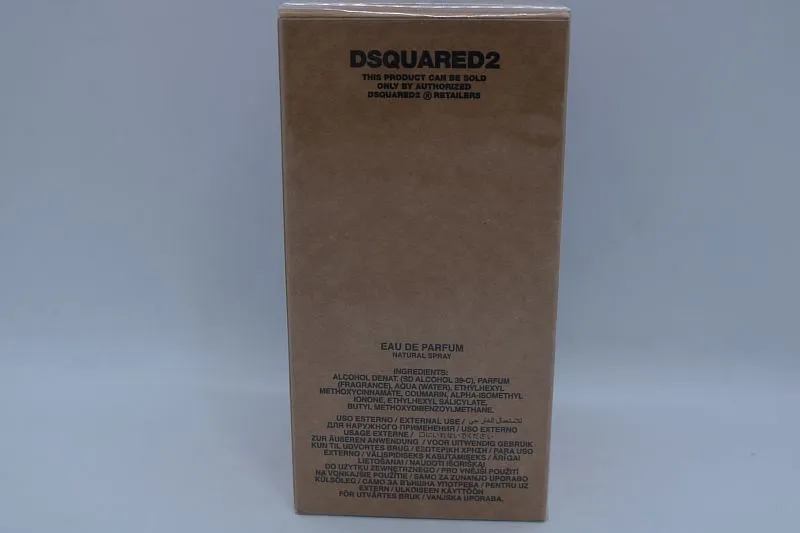 DSQUARED2
THIS PRODUCT CAN BE SOLD
ONLY BY AUTHORIZED
DSQUARED2 ® RETAILERS
EAU DE PARFUM
NATURAL SPRAY
INGREDIENTS:
ALCOHOL DENAT. (SD ALCOHOL 39-C), PARFUM
(FRAGRANCE), AQUA (WATER), ETHYLHEXYL
METHOXYCINNAMATE, COUMARIN, ALPHA-ISOMETHYL
IONONE, ETHYLHEXYL SALICYLATE,
BUTYL METHOXYDIBENZOYLMETHANE.
USO ESTERNO / EXTERNAL USE / للاستعمال الخارجي /
ДЛЯ НАРУЖНОГО ПРИМЕНЕНИЯ / USO EXTERNO
USAGE EXTERNE /
ZUR ÄUßEREN ANWENDUNG / VOOR UITWENDIG GEBRUIK
KUN TIL UDVORTES BRUG / ΕΞΩΤΕΡΙΚΗ ΧΡΗΣΗ / PARA USO
EXTERNO / VÄLISPIDISEKS KASUTAMISEKS / ĀRĪGAI
LIETOŠANAI / NAUDOTI IŠORIŠKAI
DO UŻYTKU ZEWNĘTRZNEGO / PRO VNĚJŠÍ POUŽITÍ
NA VONKAJŠIE POUŽITIE / SAMO ZA ZUNANJO UPORABO
KÜLSŐLEG / САМО ЗА ВЪНШНА УПОТРЕБА / PENTRU UZ
EXTERN / ULKOISEEN KÄYTTÖÖN
FÖR UTVÄRTES BRUK / VANJSKA UPORABA.